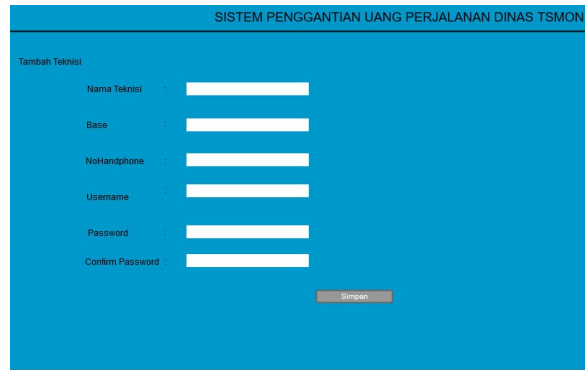 SISTEM PENGGANTIAN UANG PERJALANAN DINAS TSMON
Tambah Teknisi
Nama Teknisi :
Base :
NoHandphone :
Username :
Password :
Confirm Password :
Simpan